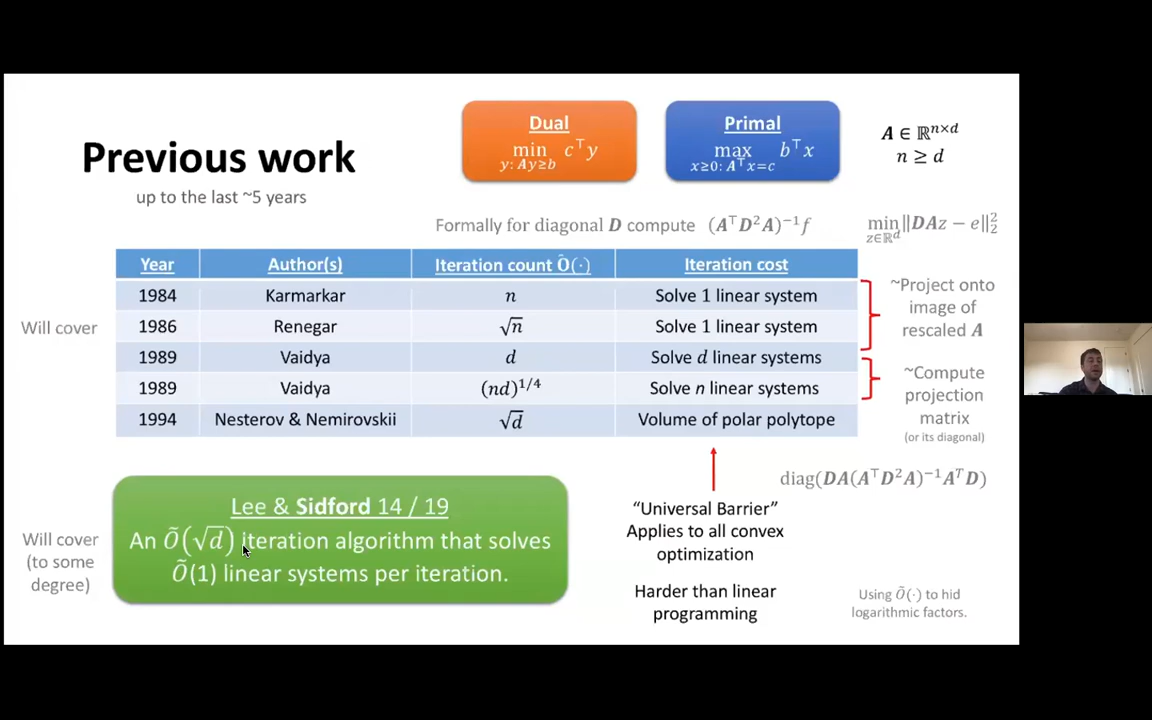 Previous work
up to the last ~5 years
Dual
min c⊤y
y: Ay≥b
Primal
max b⊤x
x≥0: A⊤x=c
A ∈ ℝⁿˣᵈ
n ≥ d
Formally for diagonal D compute (A⊤D²A)⁻¹f
min ‖DAz − e‖₂²
z∈ℝᵈ
Year Author(s) Iteration count Õ(·) Iteration cost
1984 Karmarkar n Solve 1 linear system
1986 Renegar √n Solve 1 linear system
1989 Vaidya d Solve d linear systems
1989 Vaidya (nd)¹/⁴ Solve n linear systems
1994 Nesterov & Nemirovskii √d Volume of polar polytope
Will cover
~Project onto
image of
rescaled A
~Compute
projection
matrix
(or its diagonal)
diag(DA(A⊤D²A)⁻¹AᵀD)
Will cover
(to some
degree)
Lee & Sidford 14 / 19
An Õ(√d) iteration algorithm that solves
Õ(1) linear systems per iteration.
“Universal Barrier”
Applies to all convex
optimization
Harder than linear
programming
Using Õ(·) to hid
logarithmic factors.